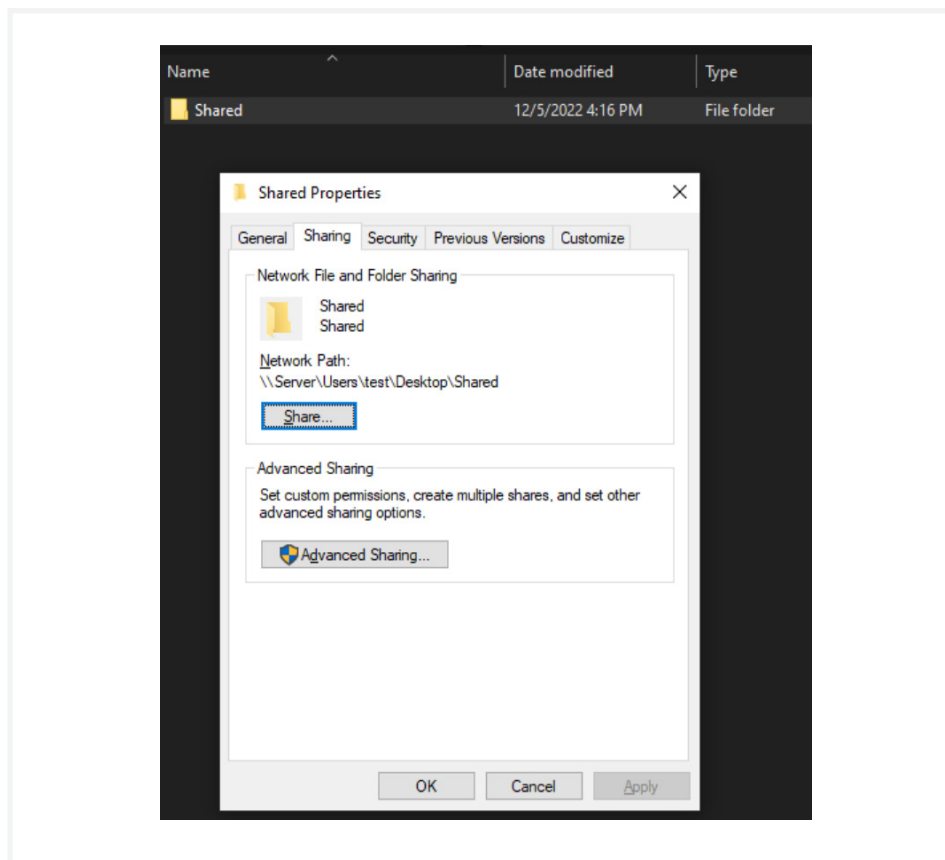 Name Date modified Type
Shared 12/5/2022 4:16 PM File folder
Shared Properties
General Sharing Security Previous Versions Customize
Network File and Folder Sharing
Shared
Shared
Network Path:
\\Server\Users\test\Desktop\Shared
Share...
Advanced Sharing
Set custom permissions, create multiple shares, and set other
advanced sharing options.
Advanced Sharing...
OK Cancel Apply